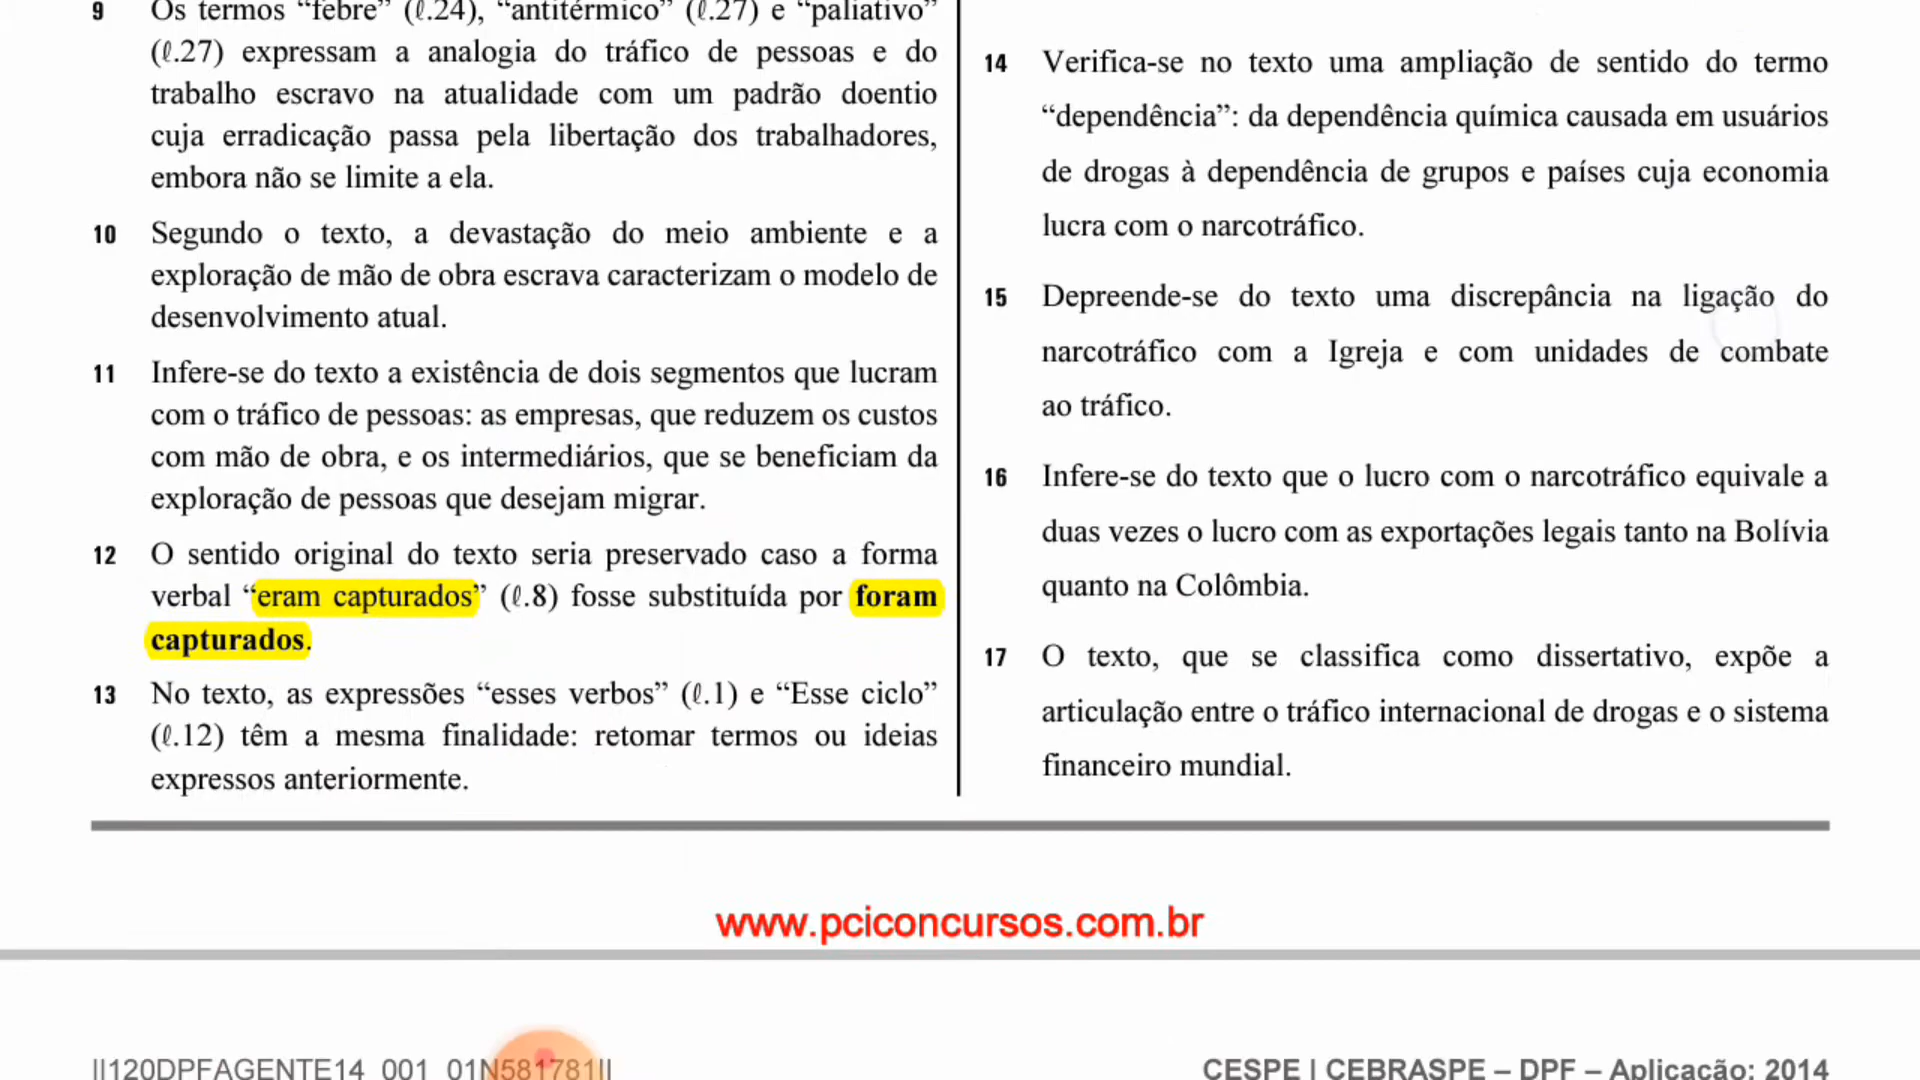 9 Os termos “febre” (ℓ.24), “antitérmico” (ℓ.27) e “paliativo”
(ℓ.27) expressam a analogia do tráfico de pessoas e do
trabalho escravo na atualidade com um padrão doentio
cuja erradicação passa pela libertação dos trabalhadores,
embora não se limite a ela.
10 Segundo o texto, a devastação do meio ambiente e a
exploração de mão de obra escrava caracterizam o modelo de
desenvolvimento atual.
11 Infere-se do texto a existência de dois segmentos que lucram
com o tráfico de pessoas: as empresas, que reduzem os custos
com mão de obra, e os intermediários, que se beneficiam da
exploração de pessoas que desejam migrar.
12 O sentido original do texto seria preservado caso a forma
verbal “eram capturados” (ℓ.8) fosse substituída por foram
capturados.
13 No texto, as expressões “esses verbos” (ℓ.1) e “Esse ciclo”
(ℓ.12) têm a mesma finalidade: retomar termos ou ideias
expressos anteriormente.
14 Verifica-se no texto uma ampliação de sentido do termo
“dependência”: da dependência química causada em usuários
de drogas à dependência de grupos e países cuja economia
lucra com o narcotráfico.
15 Depreende-se do texto uma discrepância na ligação do
narcotráfico com a Igreja e com unidades de combate
ao tráfico.
16 Infere-se do texto que o lucro com o narcotráfico equivale a
duas vezes o lucro com as exportações legais tanto na Bolívia
quanto na Colômbia.
17 O texto, que se classifica como dissertativo, expõe a
articulação entre o tráfico internacional de drogas e o sistema
financeiro mundial.
www.pciconcursos.com.br
||120DPFAGENTE14_001_01N581781||
CESPE | CEBRASPE – DPF – Aplicação: 2014